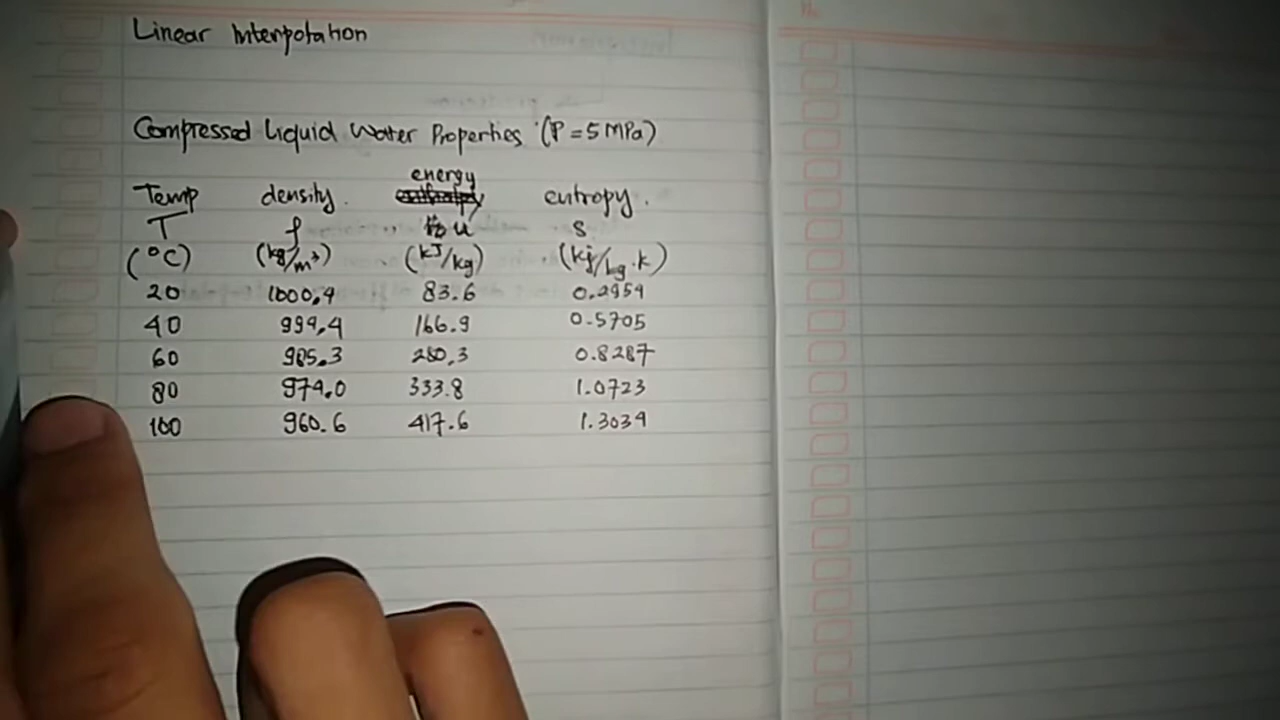 Linear Interpolation
Compressed Liquid Water Properties (P = 5 MPa)
Temp density. energy entropy.
T ρ u s
(°C) (kg/m³) (kJ/kg) (kj/kg.k)
20 1000,4 83.6 0.2954
40 994,4 166.9 0.5705
60 985.3 250,3 0.8287
80 974.0 333.8 1.0723
100 960.6 417.6 1.3034